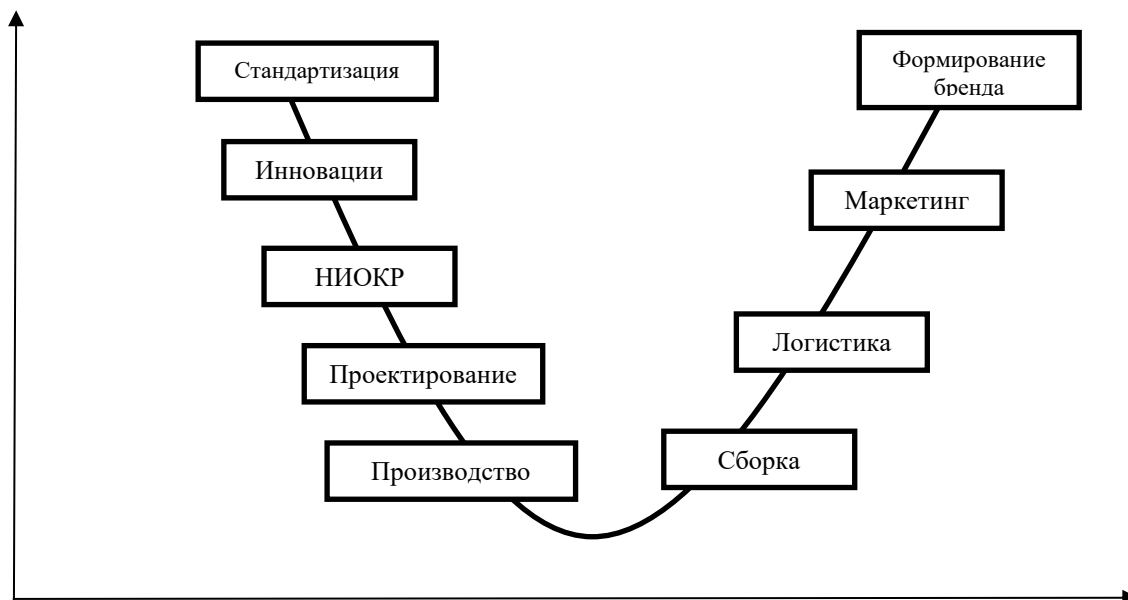 Стандартизация
Инновации
НИОКР
Проектирование
Производство
Сборка
Логистика
Маркетинг
Формирование
бренда